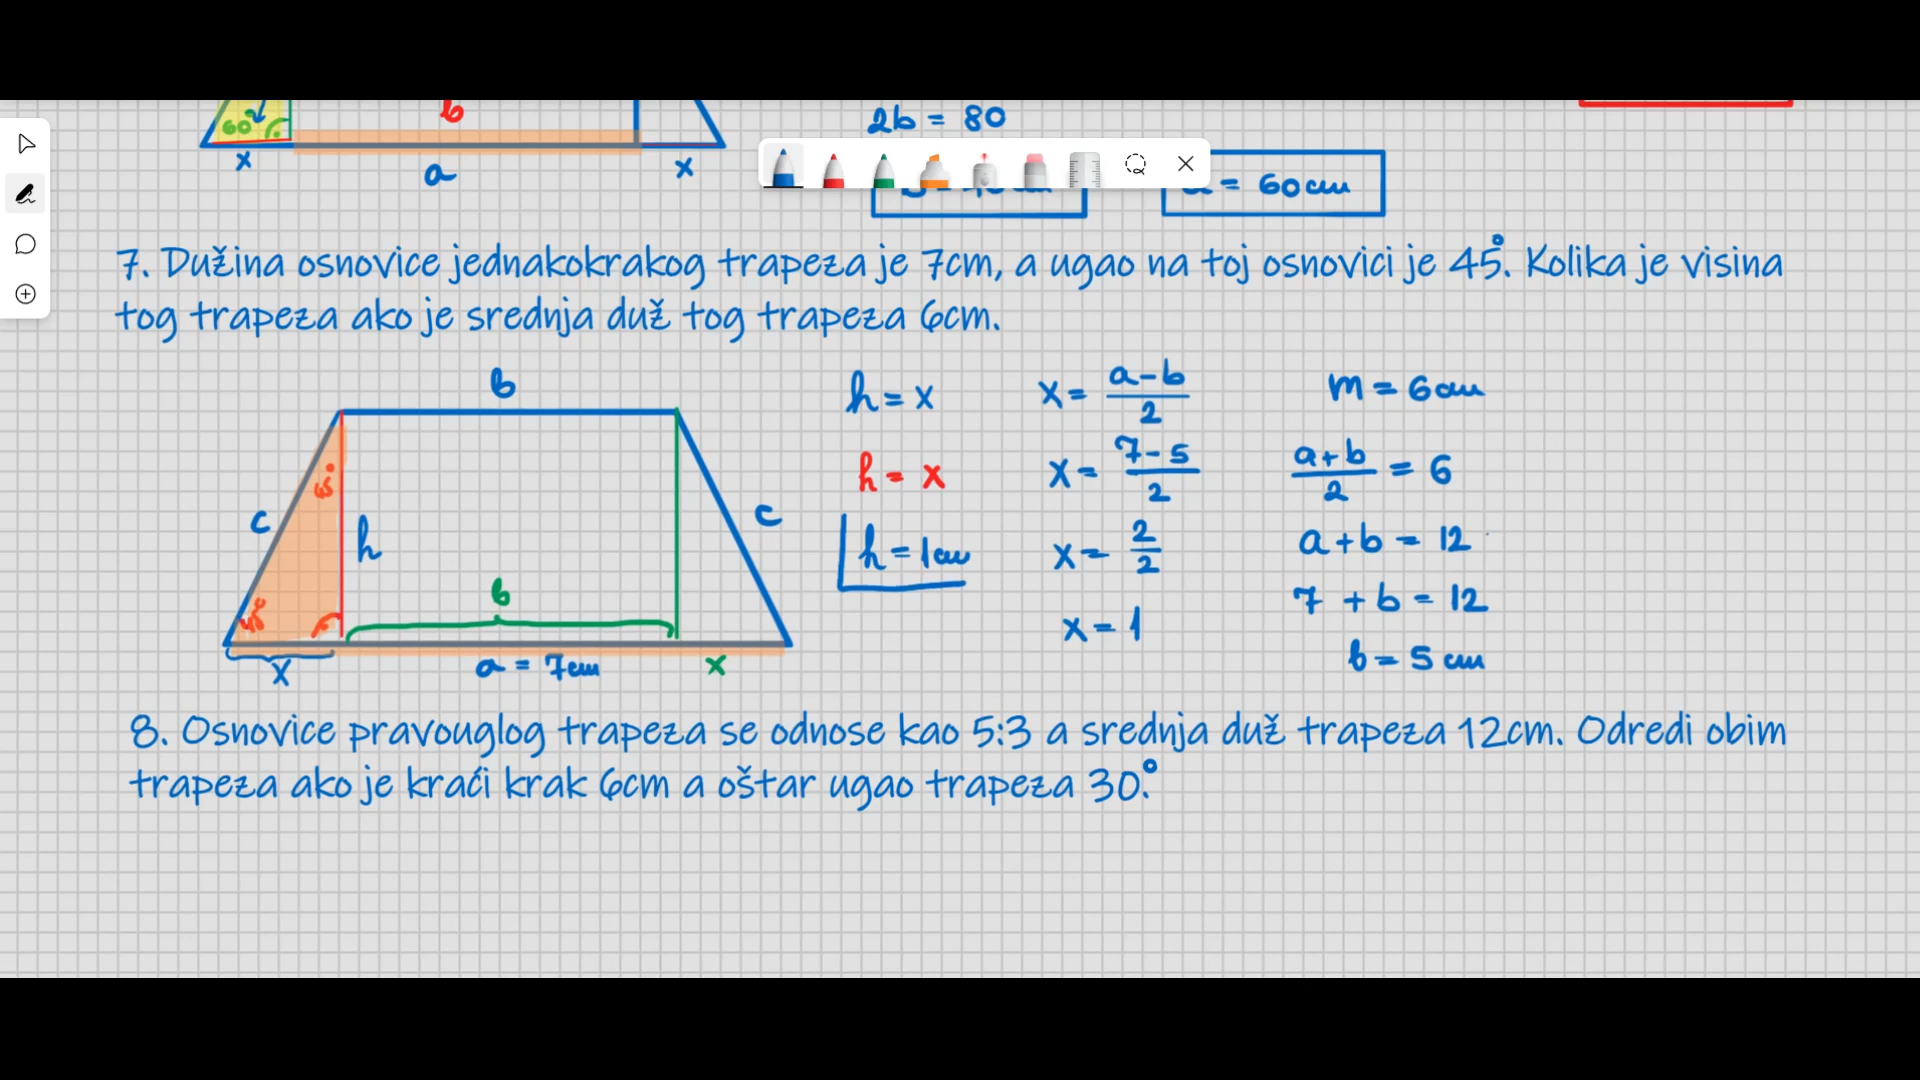 60
b
x
a
x
2b = 80
= 60cm
7. Dužina osnovice jednakokrakog trapeza je 7cm, a ugao na toj osnovici je 45°. Kolika je visina
tog trapeza ako je srednja duž tog trapeza 6cm.
b
c
45°
h
45°
b
x
a = 7cm
x
c
h = x
h = x
h = 1cm
x = a-b/2
x = 7-5/2
x = 2/2
x = 1
m = 6cm
a+b/2 = 6
a+b = 12
7 + b = 12
b = 5 cm
8. Osnovice pravouglog trapeza se odnose kao 5:3 a srednja duž trapeza 12cm. Odredi obim
trapeza ako je kraći krak 6cm a oštar ugao trapeza 30°.